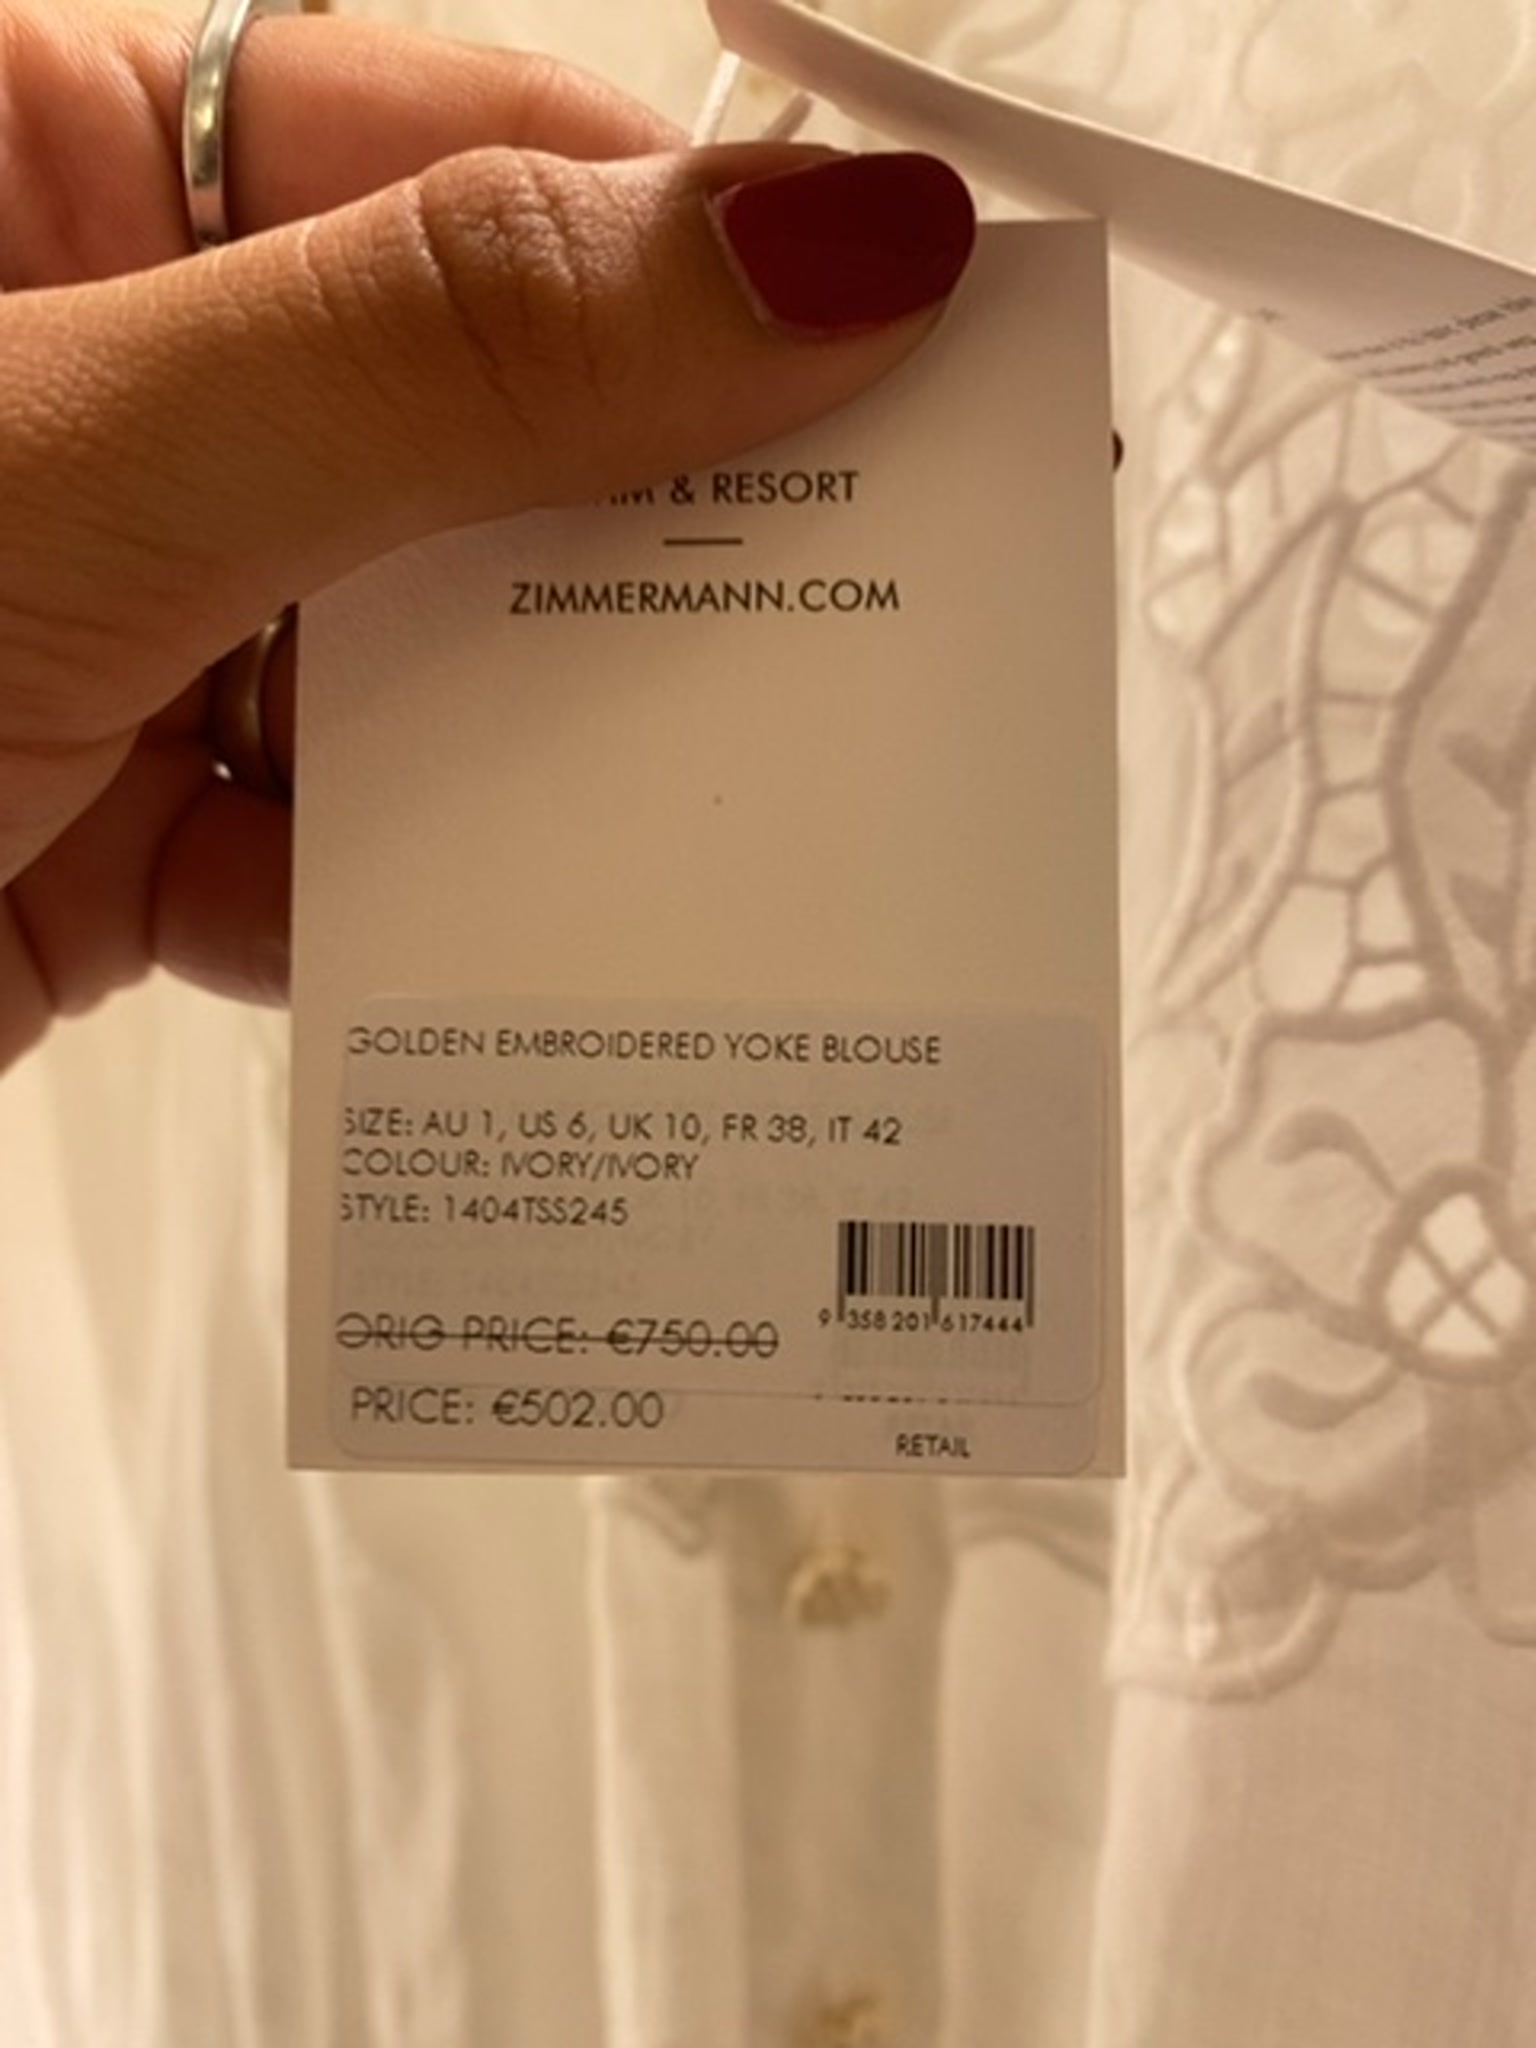 & RESORT
ZIMMERMANN.COM
GOLDEN EMBROIDERED YOKE BLOUSE
SIZE: AU 1, US 6, UK 10, FR 38, IT 42
COLOUR: IVORY/IVORY
STYLE: 1404TSS245
9 358201 617444
ORIG PRICE: €750.00
PRICE: €502.00
RETAIL